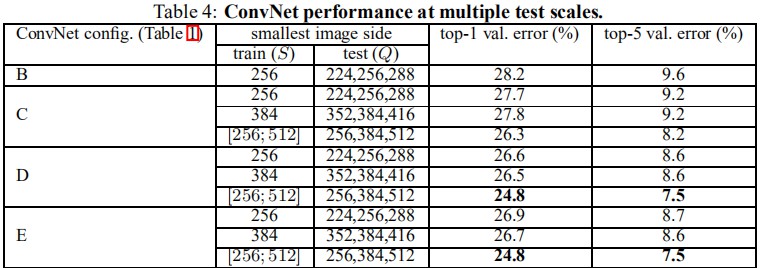 Table 4: ConvNet performance at multiple test scales.
ConvNet config. (Table 1) smallest image side top-1 val. error (%) top-5 val. error (%)
train (S) test (Q)
B 256 224,256,288 28.2 9.6
C 256 224,256,288 27.7 9.2
384 352,384,416 27.8 9.2
[256; 512] 256,384,512 26.3 8.2
D 256 224,256,288 26.6 8.6
384 352,384,416 26.5 8.6
[256; 512] 256,384,512 24.8 7.5
E 256 224,256,288 26.9 8.7
384 352,384,416 26.7 8.6
[256; 512] 256,384,512 24.8 7.5